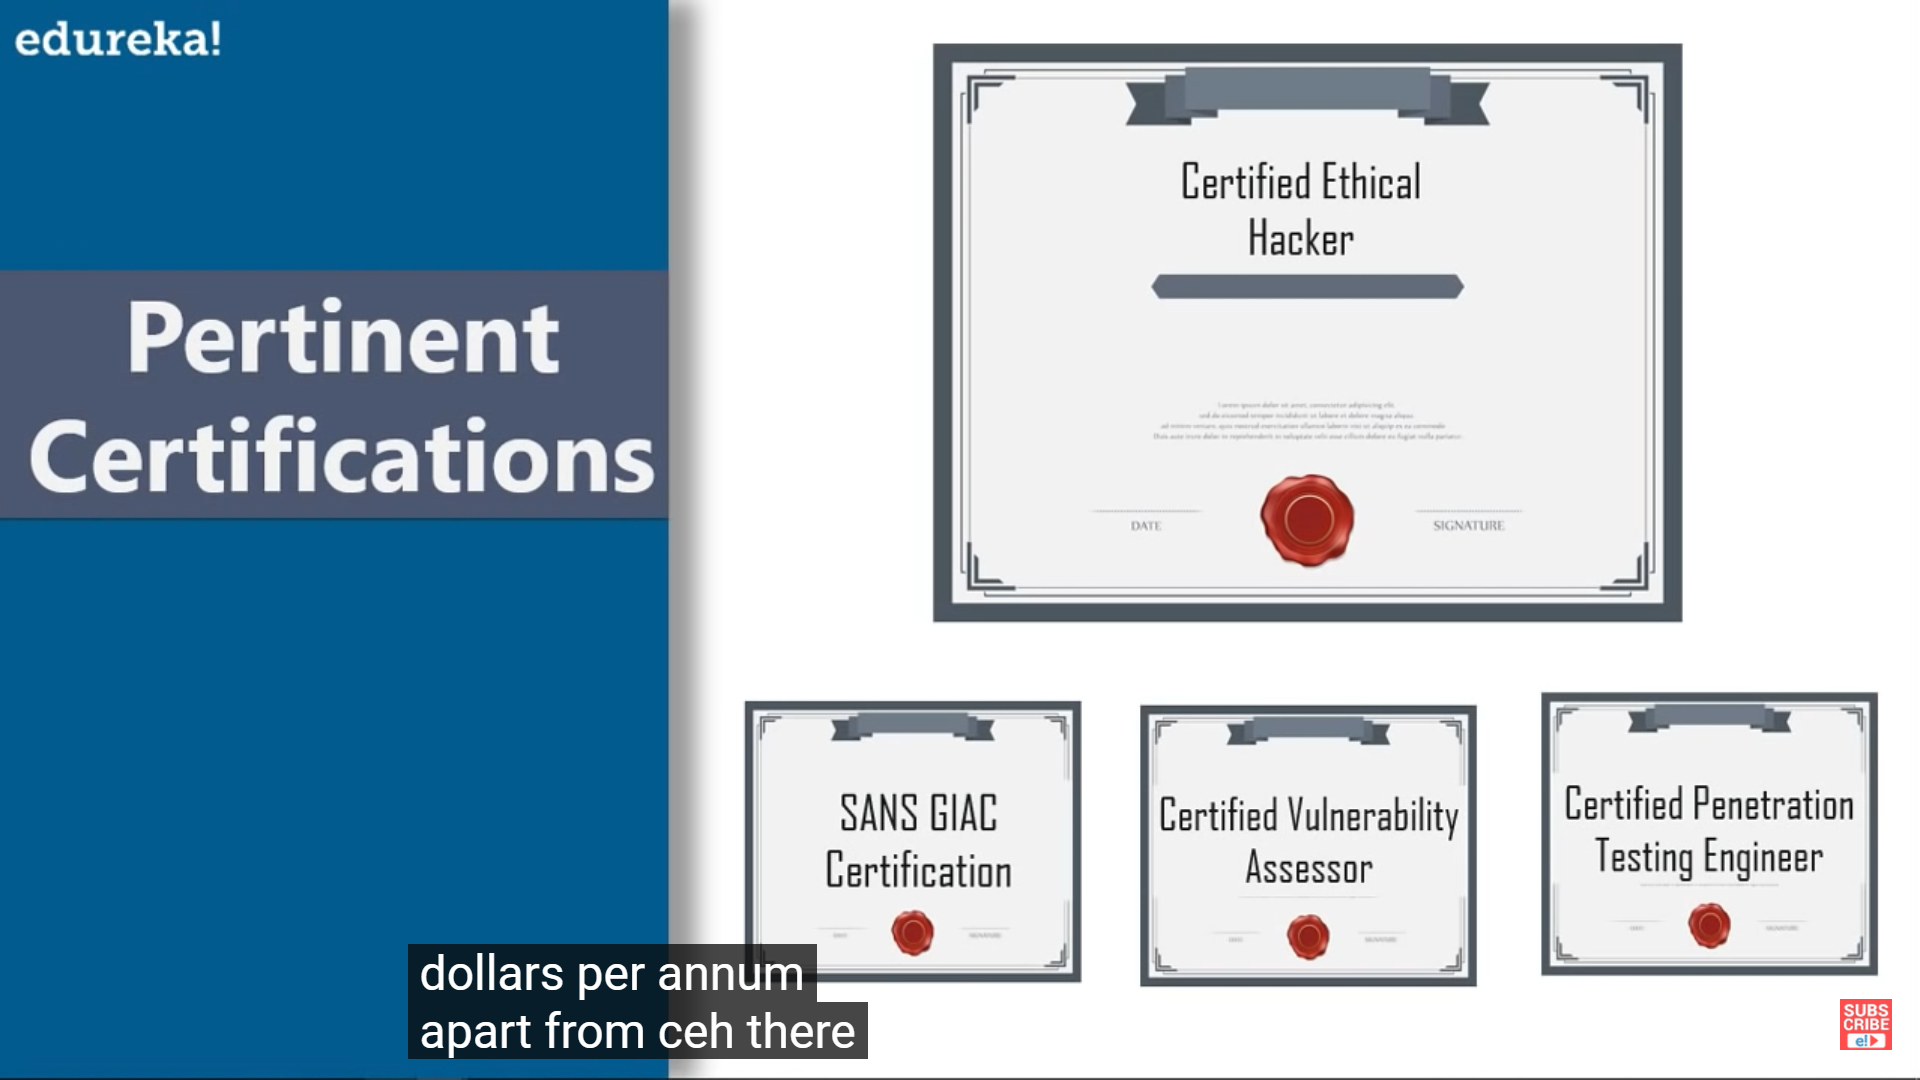 edureka!
Pertinent
Certifications
Certified Ethical
Hacker
DATE
SIGNATURE
SANS GIAC
Certification
Certified Vulnerability
Assessor
Certified Penetration
Testing Engineer
dollars per annum
apart from ceh there
SUBS
CRIBE
e!